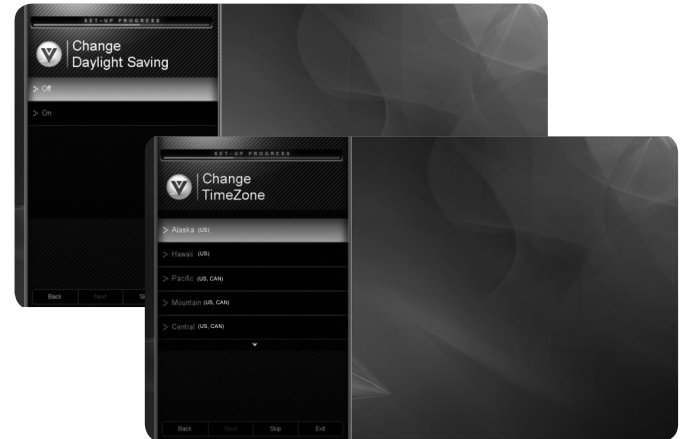 SET-UP PROGRESS
V
Change
Daylight Saving
> Off
> On
Back Next
SET-UP PROGRESS
V
Change
TimeZone
> Alaska (US)
> Hawaii (US)
> Pacific (US, CAN)
> Mountain (US, CAN)
> Central (US, CAN)
Back Next Skip Exit